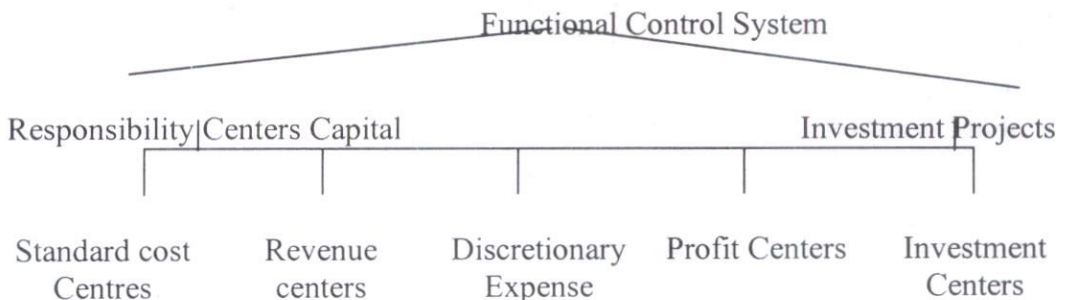 Functional Control System
Responsibility Centers Capital Investment Projects
Standard cost Revenue Discretionary Profit Centers Investment
Centres centers Expense Centers